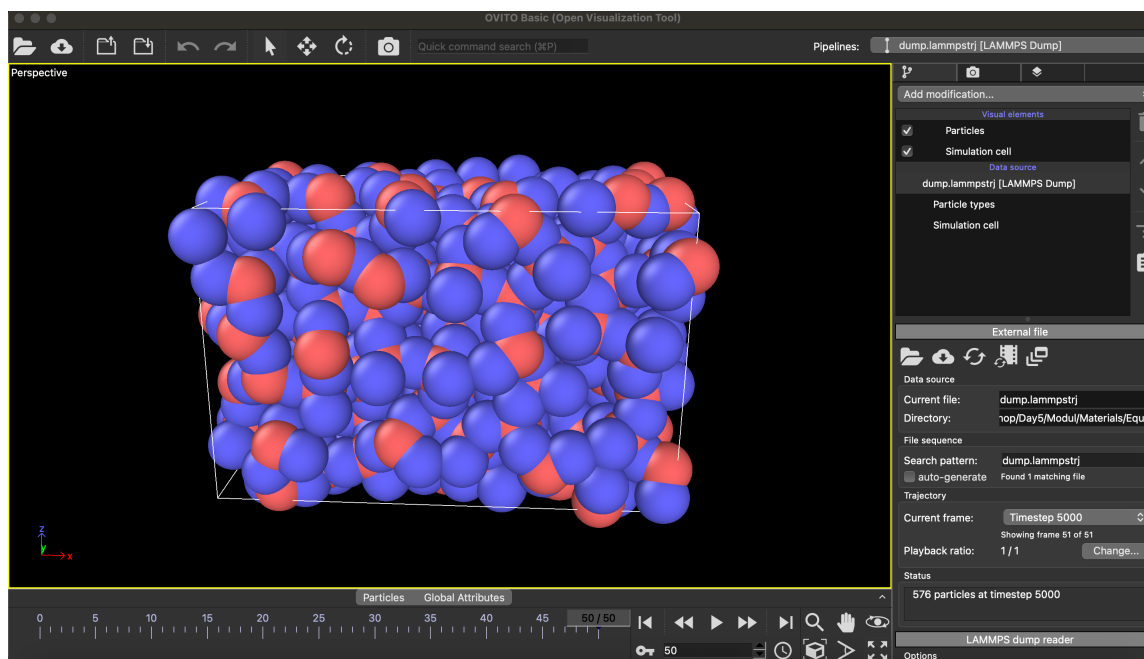 OVITO Basic (Open Visualization Tool)
Quick command search (⌘P)
Pipelines:
dump.lammpstrj [LAMMPS Dump]
Perspective
Add modification...
Visual elements
Particles
Simulation cell
Data source
dump.lammpstrj [LAMMPS Dump]
Particle types
Simulation cell
External file
Data source
Current file: dump.lammpstrj
Directory: hop/Day5/Modul/Materials/Equ
File sequence
Search pattern: dump.lammpstrj
auto-generate Found 1 matching file
Trajectory
Current frame: Timestep 5000
Showing frame 51 of 51
Playback ratio: 1 / 1 Change...
Status
576 particles at timestep 5000
LAMMPS dump reader
Options
z
y
x
Particles Global Attributes
0 5 10 15 20 25 30 35 40 45 50 / 50
50